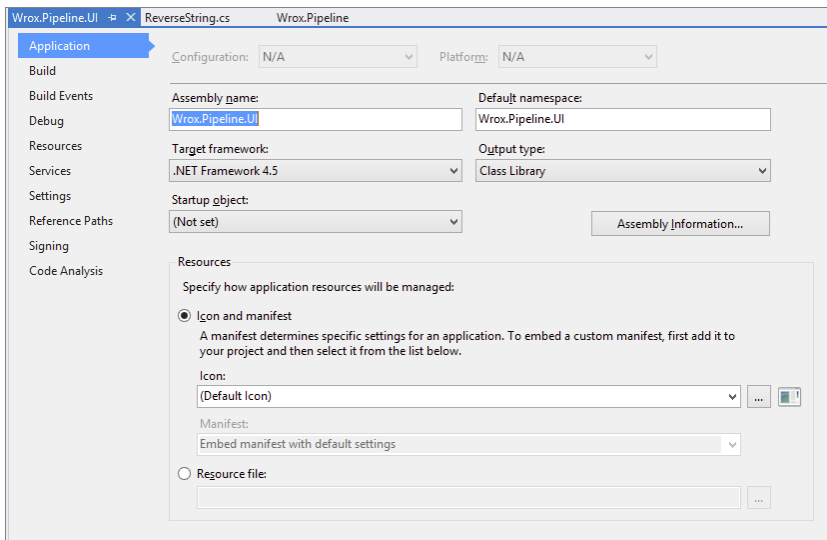 Wrox.Pipeline.UI ReverseString.cs Wrox.Pipeline
Application
Build
Build Events
Debug
Resources
Services
Settings
Reference Paths
Signing
Code Analysis
Configuration: N/A Platform: N/A
Assembly name: Default namespace:
Wrox.Pipeline.UI Wrox.Pipeline.UI
Target framework: Output type:
.NET Framework 4.5 Class Library
Startup object:
(Not set) Assembly Information...
Resources
Specify how application resources will be managed:
Icon and manifest
A manifest determines specific settings for an application. To embed a custom manifest, first add it to
your project and then select it from the list below.
Icon:
(Default Icon) ...
Manifest:
Embed manifest with default settings
Resource file:
...